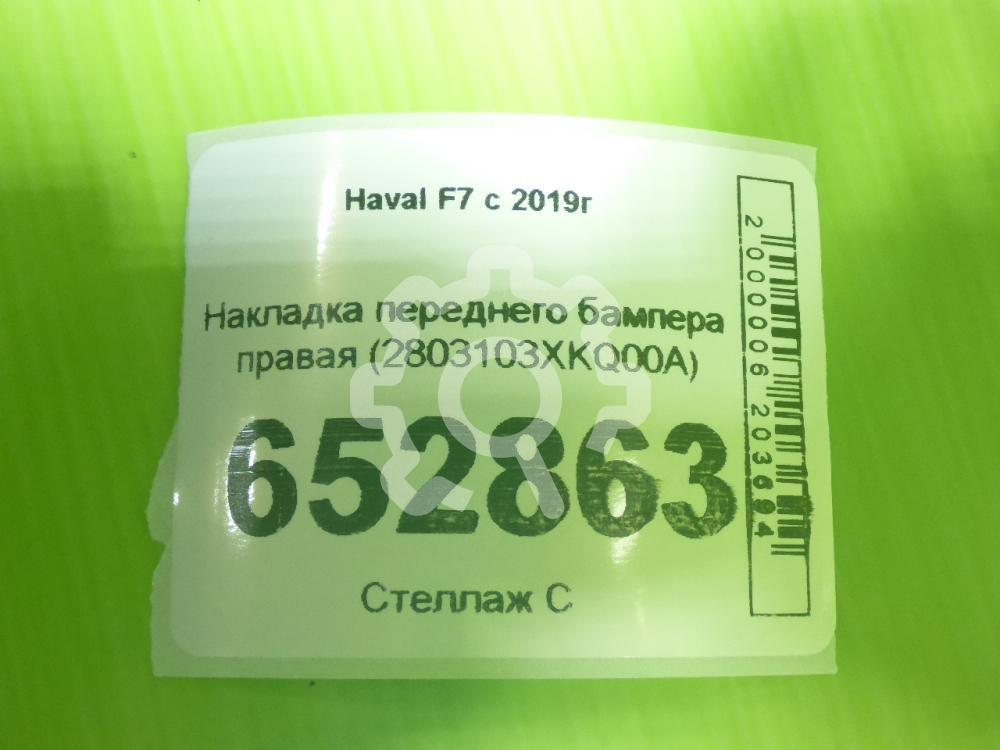 Haval F7 с 2019г
Накладка переднего бампера
правая (2803103XKQ00A)
652863
Стеллаж С
2000006203694